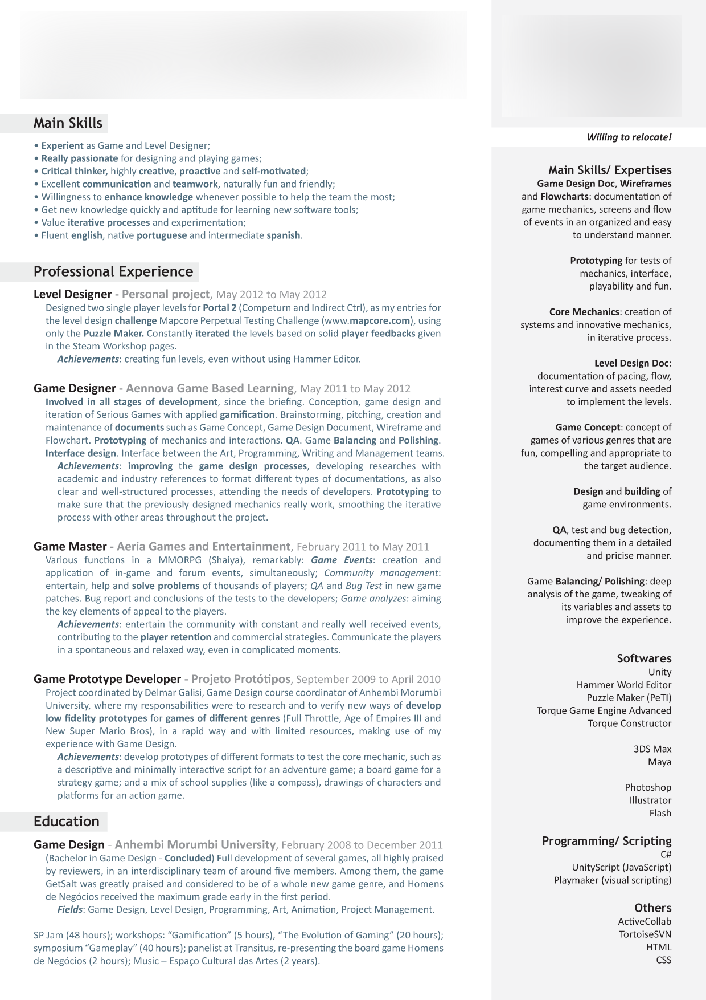 Main Skills
• Experient as Game and Level Designer;
• Really passionate for designing and playing games;
• Critical thinker, highly creative, proactive and self-motivated;
• Excellent communication and teamwork, naturally fun and friendly;
• Willingness to enhance knowledge whenever possible to help the team the most;
• Get new knowledge quickly and aptitude for learning new software tools;
• Value iterative processes and experimentation;
• Fluent english, native portuguese and intermediate spanish.
Professional Experience
Level Designer - Personal project, May 2012 to May 2012
Designed two single player levels for Portal 2 (Competurn and Indirect Ctrl), as my entries for
the level design challenge Mapcore Perpetual Testing Challenge (www.mapcore.com), using
only the Puzzle Maker. Constantly iterated the levels based on solid player feedbacks given
in the Steam Workshop pages.
Achievements: creating fun levels, even without using Hammer Editor.
Game Designer - Aennova Game Based Learning, May 2011 to May 2012
Involved in all stages of development, since the briefing. Conception, game design and
iteration of Serious Games with applied gamification. Brainstorming, pitching, creation and
maintenance of documents such as Game Concept, Game Design Document, Wireframe and
Flowchart. Prototyping of mechanics and interactions. QA. Game Balancing and Polishing.
Interface design. Interface between the Art, Programming, Writing and Management teams.
Achievements: improving the game design processes, developing researches with
academic and industry references to format different types of documentations, as also
clear and well-structured processes, attending the needs of developers. Prototyping to
make sure that the previously designed mechanics really work, smoothing the iterative
process with other areas throughout the project.
Game Master - Aeria Games and Entertainment, February 2011 to May 2011
Various functions in a MMORPG (Shaiya), remarkably: Game Events: creation and
application of in-game and forum events, simultaneously; Community management:
entertain, help and solve problems of thousands of players; QA and Bug Test in new game
patches. Bug report and conclusions of the tests to the developers; Game analyzes: aiming
the key elements of appeal to the players.
Achievements: entertain the community with constant and really well received events,
contributing to the player retention and commercial strategies. Communicate the players
in a spontaneous and relaxed way, even in complicated moments.
Game Prototype Developer - Projeto Protótipos, September 2009 to April 2010
Project coordinated by Delmar Galisi, Game Design course coordinator of Anhembi Morumbi
University, where my responsabilities were to research and to verify new ways of develop
low fidelity prototypes for games of different genres (Full Throttle, Age of Empires III and
New Super Mario Bros), in a rapid way and with limited resources, making use of my
experience with Game Design.
Achievements: develop prototypes of different formats to test the core mechanic, such as
a descriptive and minimally interactive script for an adventure game; a board game for a
strategy game; and a mix of school supplies (like a compass), drawings of characters and
platforms for an action game.
Education
Game Design - Anhembi Morumbi University, February 2008 to December 2011
(Bachelor in Game Design - Concluded) Full development of several games, all highly praised
by reviewers, in an interdisciplinary team of around five members. Among them, the game
GetSalt was greatly praised and considered to be of a whole new game genre, and Homens
de Negócios received the maximum grade early in the first period.
Fields: Game Design, Level Design, Programming, Art, Animation, Project Management.
SP Jam (48 hours); workshops: “Gamification” (5 hours), “The Evolution of Gaming” (20 hours);
symposium “Gameplay” (40 hours); panelist at Transitus, re-presenting the board game Homens
de Negócios (2 hours); Music – Espaço Cultural das Artes (2 years).
Willing to relocate!
Main Skills/ Expertises
Game Design Doc, Wireframes
and Flowcharts: documentation of
game mechanics, screens and flow
of events in an organized and easy
to understand manner.
Prototyping for tests of
mechanics, interface,
playability and fun.
Core Mechanics: creation of
systems and innovative mechanics,
in iterative process.
Level Design Doc:
documentation of pacing, flow,
interest curve and assets needed
to implement the levels.
Game Concept: concept of
games of various genres that are
fun, compelling and appropriate to
the target audience.
Design and building of
game environments.
QA, test and bug detection,
documenting them in a detailed
and pricise manner.
Game Balancing/ Polishing: deep
analysis of the game, tweaking of
its variables and assets to
improve the experience.
Softwares
Unity
Hammer World Editor
Puzzle Maker (PeTI)
Torque Game Engine Advanced
Torque Constructor
3DS Max
Maya
Photoshop
Illustrator
Flash
Programming/ Scripting
C#
UnityScript (JavaScript)
Playmaker (visual scripting)
Others
ActiveCollab
TortoiseSVN
HTML
CSS